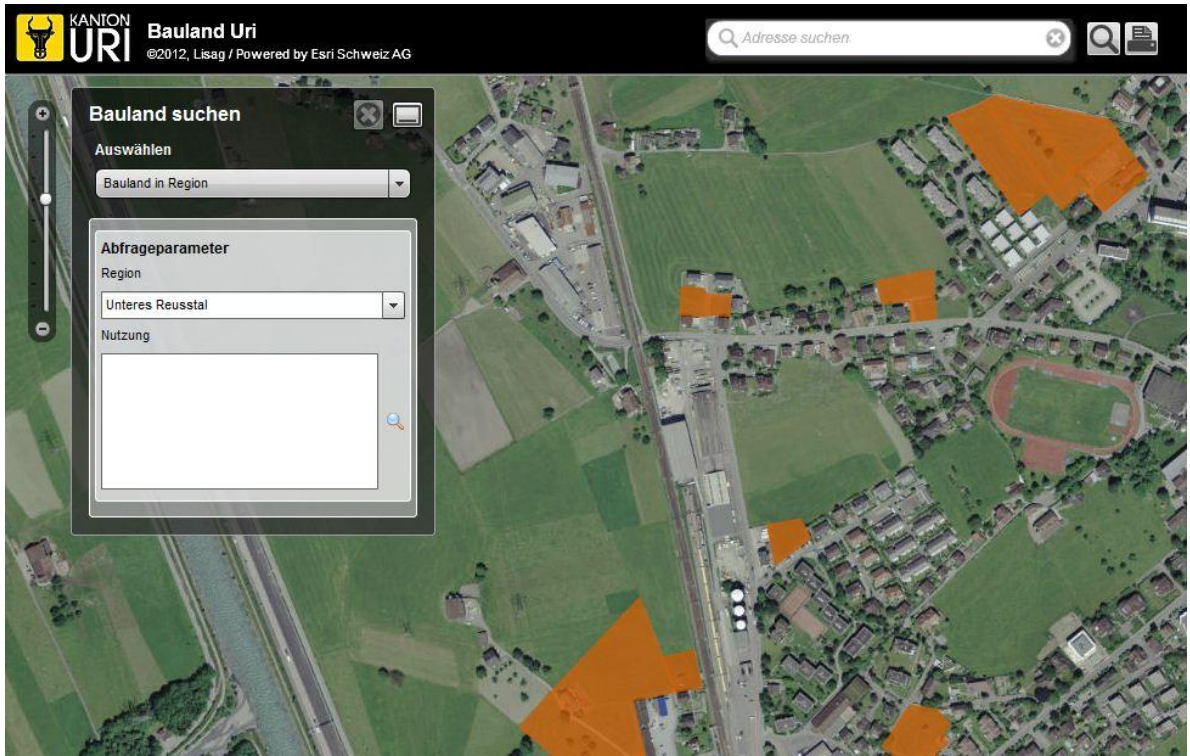 KANTON
URI
Bauland Uri
©2012, Lisag / Powered by Esri Schweiz AG
Adresse suchen
Bauland suchen
Auswählen
Bauland in Region
Abfrageparameter
Region
Unteres Reusstal
Nutzung